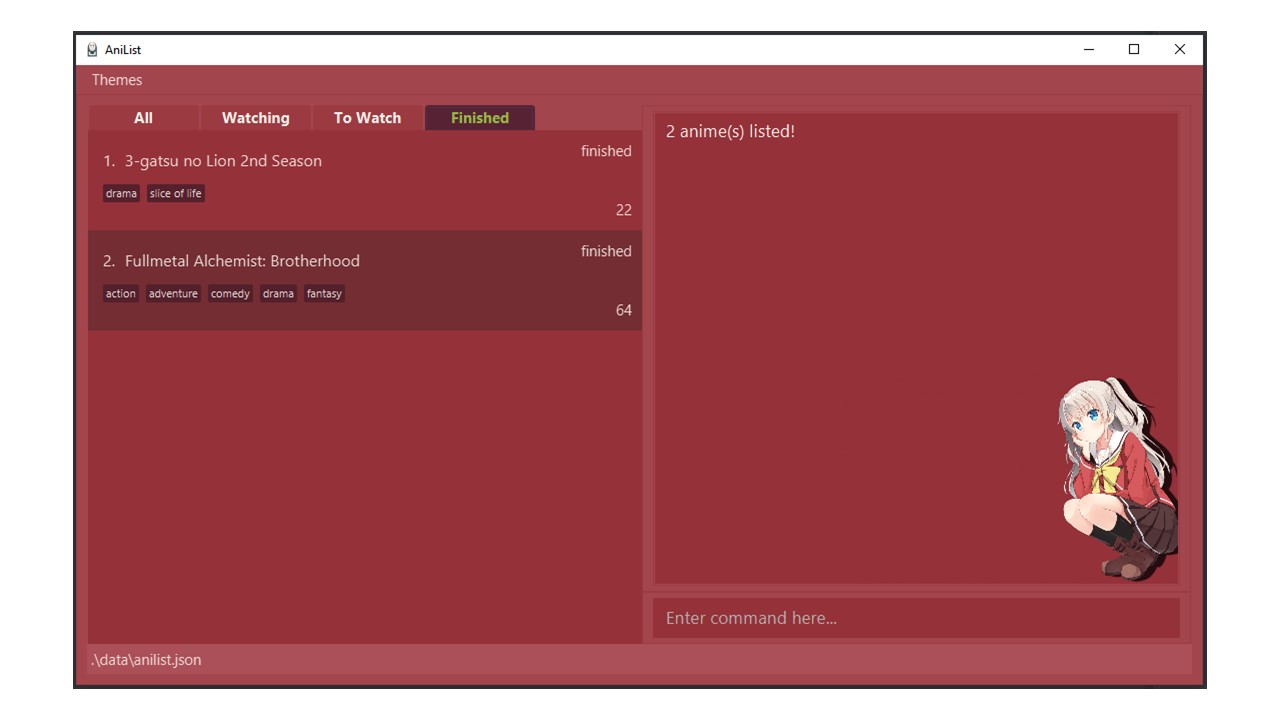 AniList
Themes
All Watching To Watch Finished
1. 3-gatsu no Lion 2nd Season
finished
drama slice of life
22
2. Fullmetal Alchemist: Brotherhood
finished
action adventure comedy drama fantasy
64
2 anime(s) listed!
Enter command here...
.\data\anilist.json